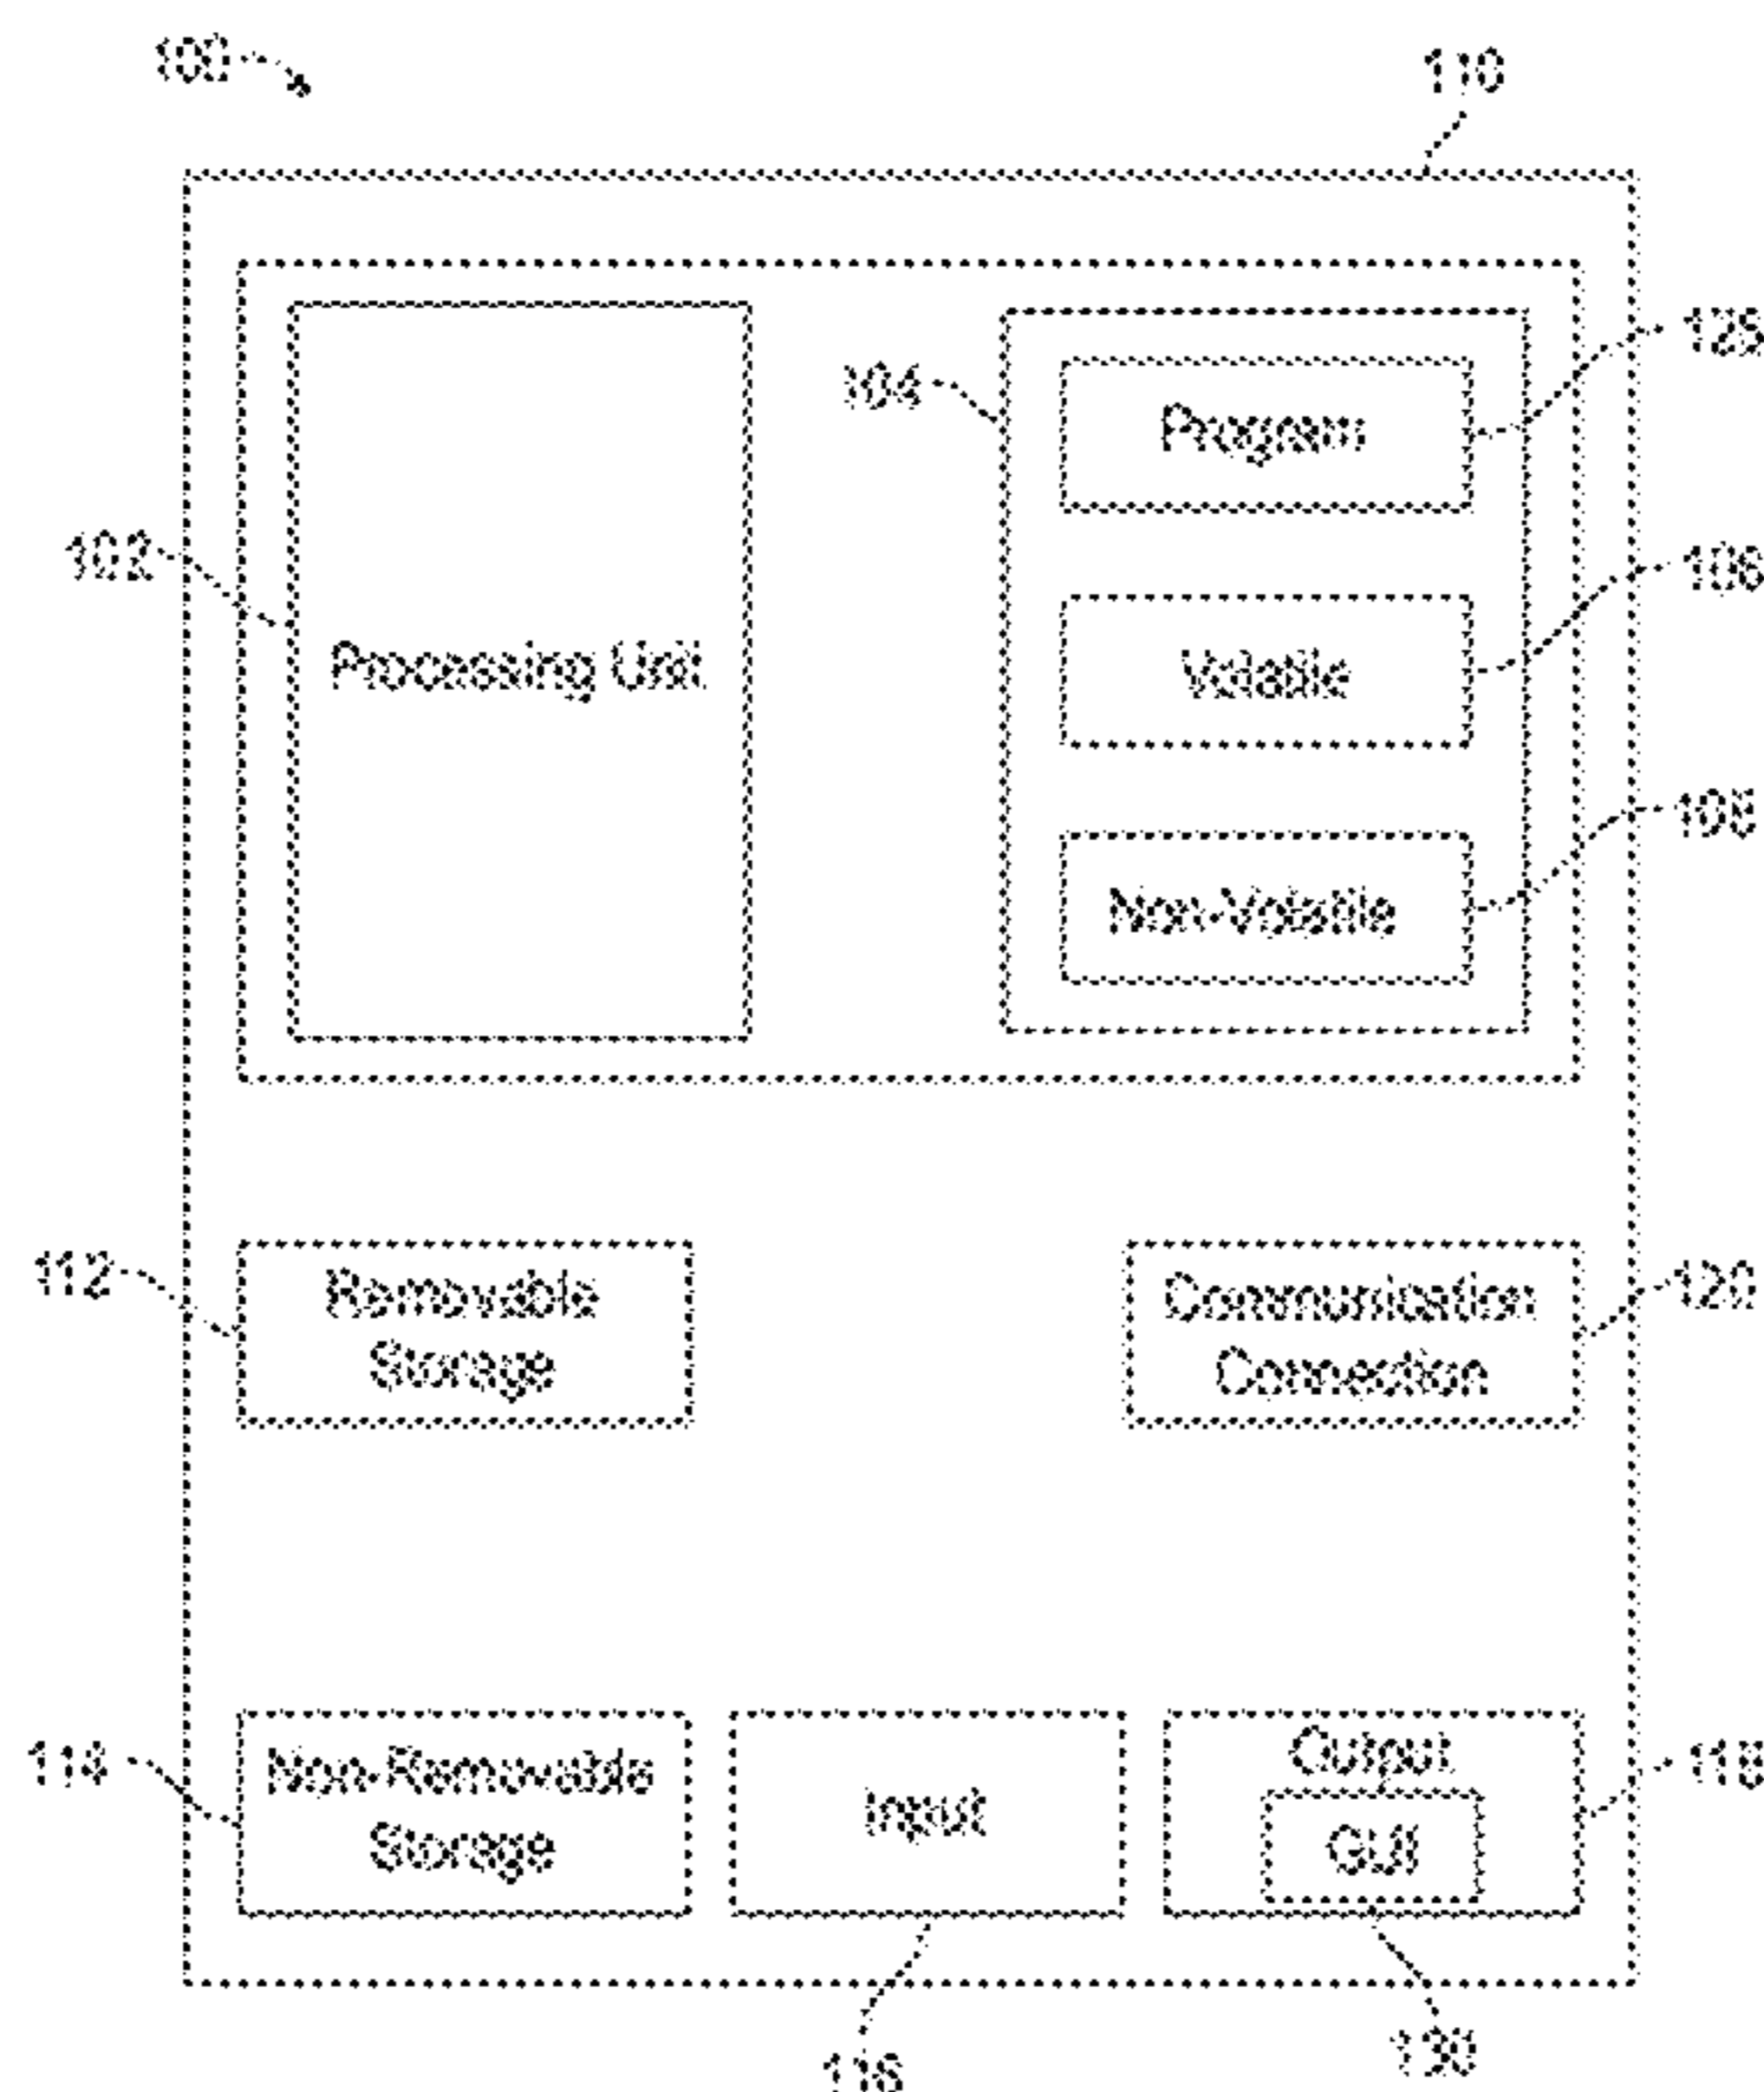 100
110
125
104
Program
102
106
Processing Unit
Volatile
108
Non-Volatile
112
Removable
Storage
Communication
Connection
120
114
Non-Removable
Storage
Input
Output
GUI
118
116
130